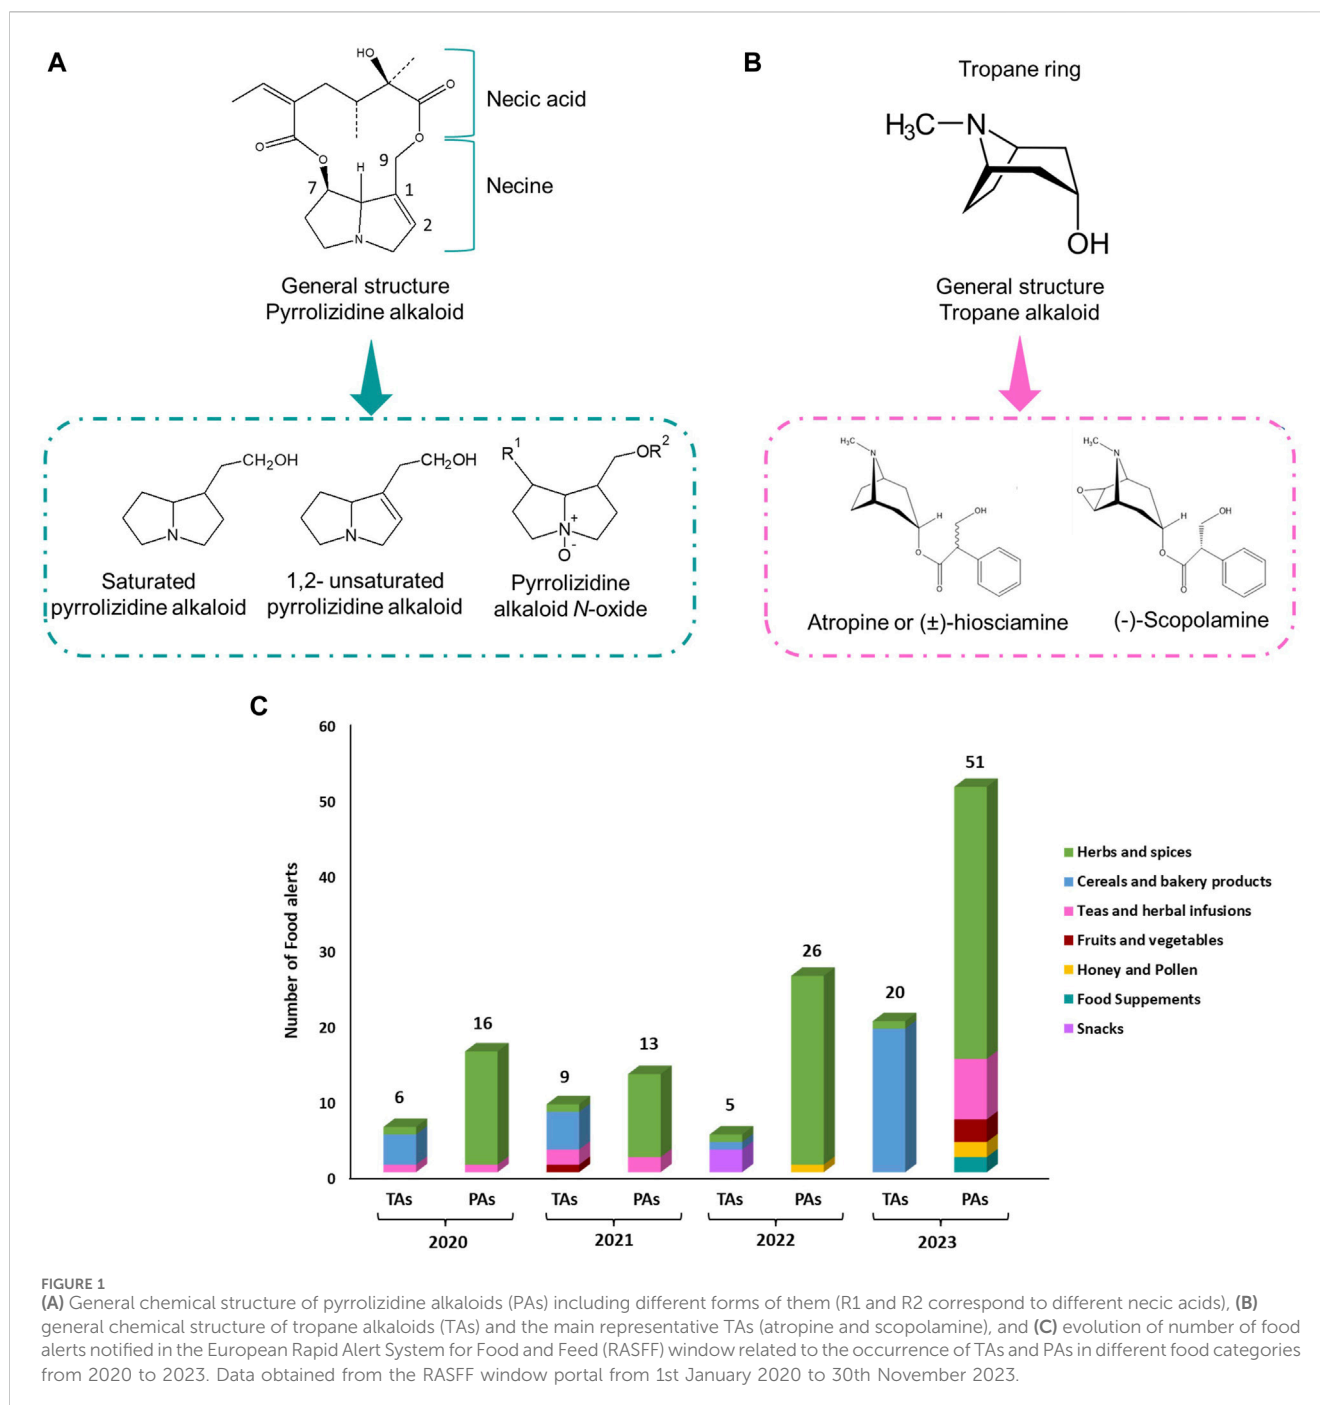 A
HO
O
O
O
O
H
9
7
1
2
N
Necic acid
Necine
General structure
Pyrrolizidine alkaloid
CH₂OH
N
Saturated
pyrrolizidine alkaloid
CH₂OH
N
1,2- unsaturated
pyrrolizidine alkaloid
R¹
OR²
N⁺
O⁻
Pyrrolizidine
alkaloid N-oxide
B
Tropane ring
H₃C
N
OH
General structure
Tropane alkaloid
H₃C
N
H
OH
O
O
Atropine or (±)-hiosciamine
H₃C
N
O
H
OH
O
O
(-)-Scopolamine
C
Number of Food alerts
60
50
40
30
20
10
0
6
16
9
13
5
26
20
51
TAs PAs TAs PAs TAs PAs TAs PAs
2020 2021 2022 2023
Herbs and spices
Cereals and bakery products
Teas and herbal infusions
Fruits and vegetables
Honey and Pollen
Food Suppements
Snacks
FIGURE 1
(A) General chemical structure of pyrrolizidine alkaloids (PAs) including different forms of them (R1 and R2 correspond to different necic acids), (B)
general chemical structure of tropane alkaloids (TAs) and the main representative TAs (atropine and scopolamine), and (C) evolution of number of food
alerts notified in the European Rapid Alert System for Food and Feed (RASFF) window related to the occurrence of TAs and PAs in different food categories
from 2020 to 2023. Data obtained from the RASFF window portal from 1st January 2020 to 30th November 2023.